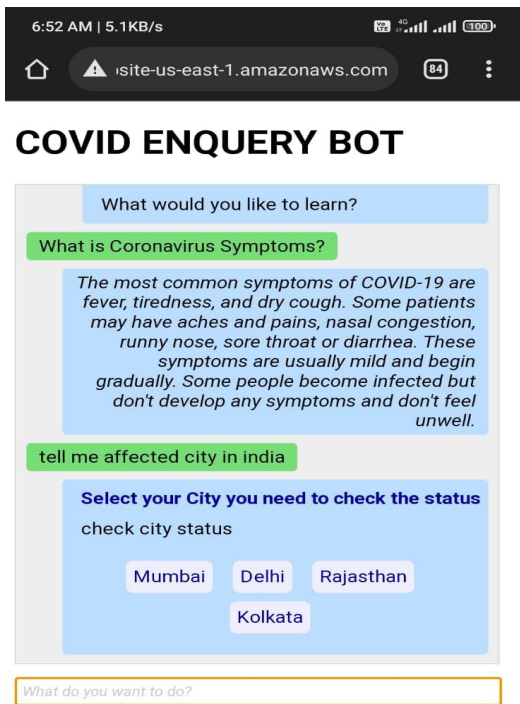 6:52 AM | 5.1KB/s
Vo LTE 4G 100
site-us-east-1.amazonaws.com 84
COVID ENQUERY BOT
What would you like to learn?
What is Coronavirus Symptoms?
The most common symptoms of COVID-19 are
fever, tiredness, and dry cough. Some patients
may have aches and pains, nasal congestion,
runny nose, sore throat or diarrhea. These
symptoms are usually mild and begin
gradually. Some people become infected but
don't develop any symptoms and don't feel
unwell.
tell me affected city in india
Select your City you need to check the status
check city status
Mumbai Delhi Rajasthan
Kolkata
What do you want to do?